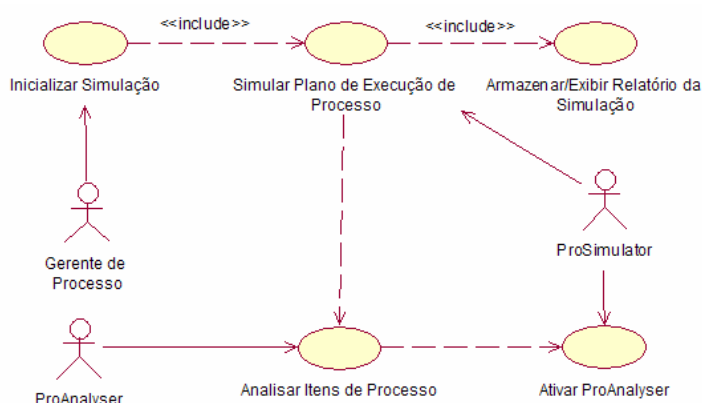 <<include>>
<<include>>
Inicializar Simulação
Simular Plano de Execução de
Processo
Armazenar/Exibir Relatório da
Simulação
Gerente de
Processo
ProSimulator
ProAnalyser
Analisar Itens de Processo
Ativar ProAnalyser